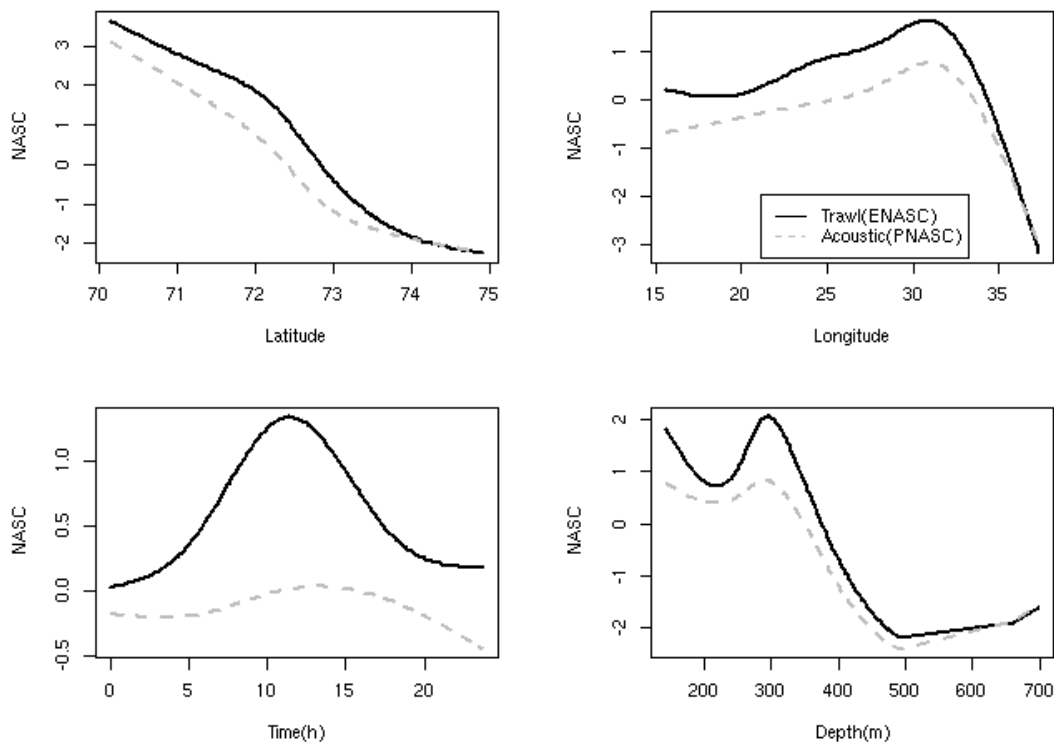 NASC
3
2
1
0
-1
-2
70 71 72 73 74 75
Latitude
NASC
1
0
-1
-2
-3
15 20 25 30 35
Longitude
Trawl(ENASC)
Acoustic(PNASC)
NASC
1.0
0.5
0.0
-0.5
0 5 10 15 20
Time(h)
NASC
2
1
0
-1
-2
200 300 400 500 600 700
Depth(m)